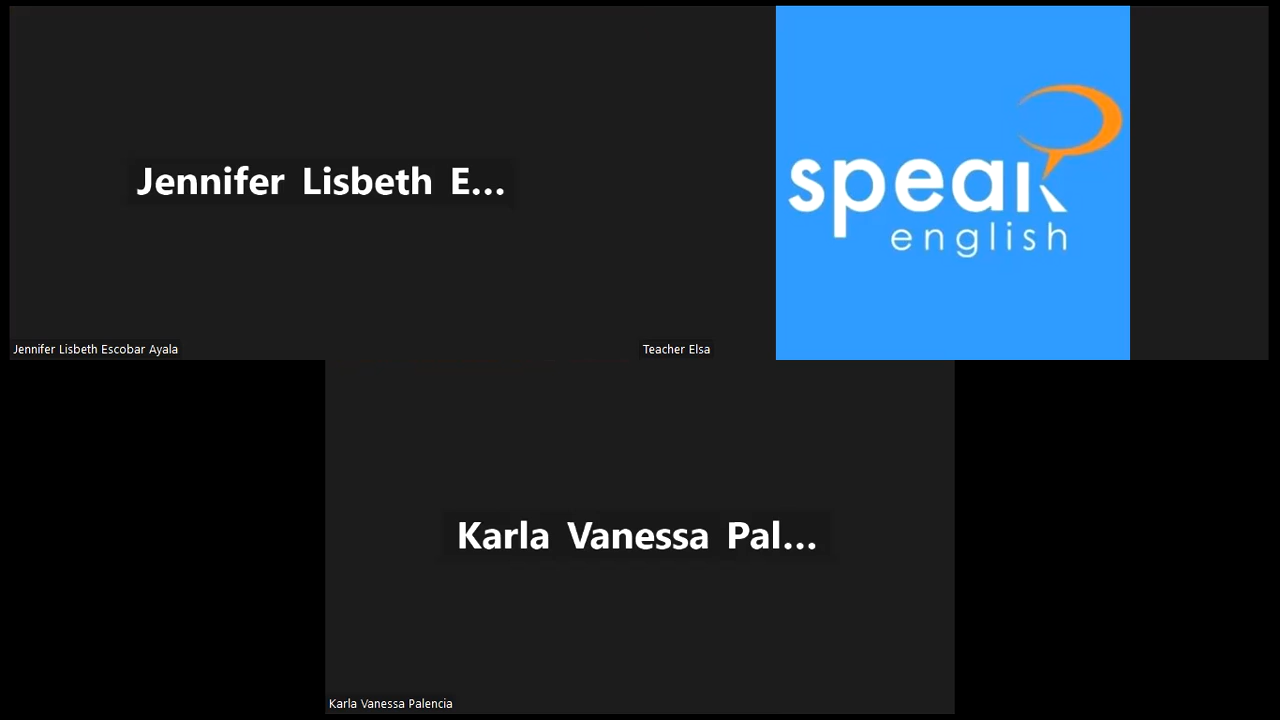 Jennifer Lisbeth E...
Jennifer Lisbeth Escobar Ayala
speak
english
Teacher Elsa
Karla Vanessa Pal...
Karla Vanessa Palencia